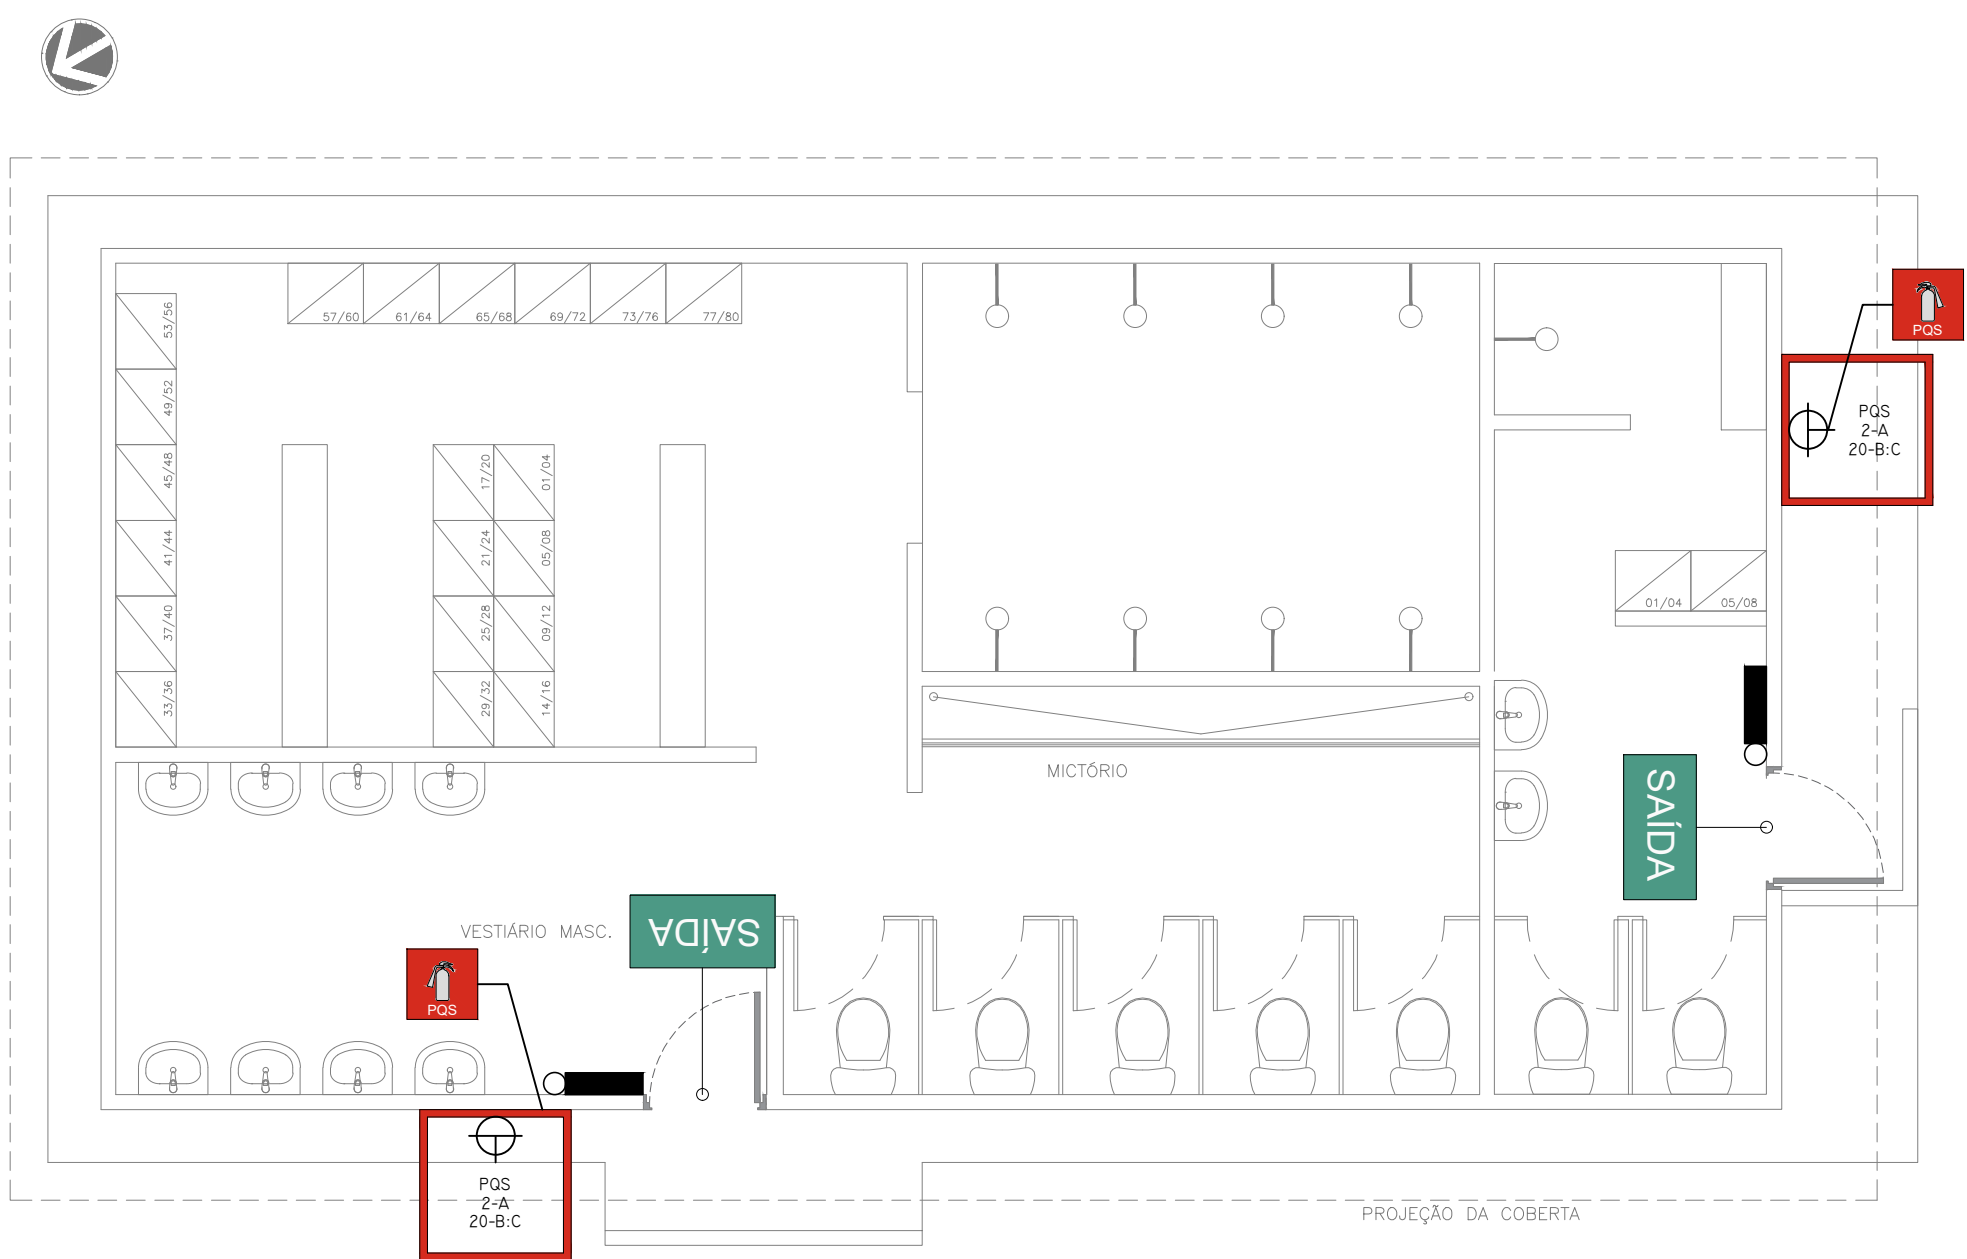 57/60
61/64
65/68
69/72
73/76
77/80
53/56
49/52
45/48
41/44
37/40
33/36
17/20
01/04
21/24
05/08
25/28
09/12
29/32
14/16
PQS
PQS
2-A
20-B:C
01/04
05/08
MICTÓRIO
SAÍDA
VESTIÁRIO MASC.
SAÍDA
PQS
PQS
2-A
20-B:C
PROJEÇÃO DA COBERTA